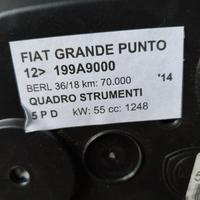 FIAT GRANDE PUNTO
12> 199A9000
BERL 36/18 km: 70.000 '14
QUADRO STRUMENTI
5 P D kW: 55 cc: 1248